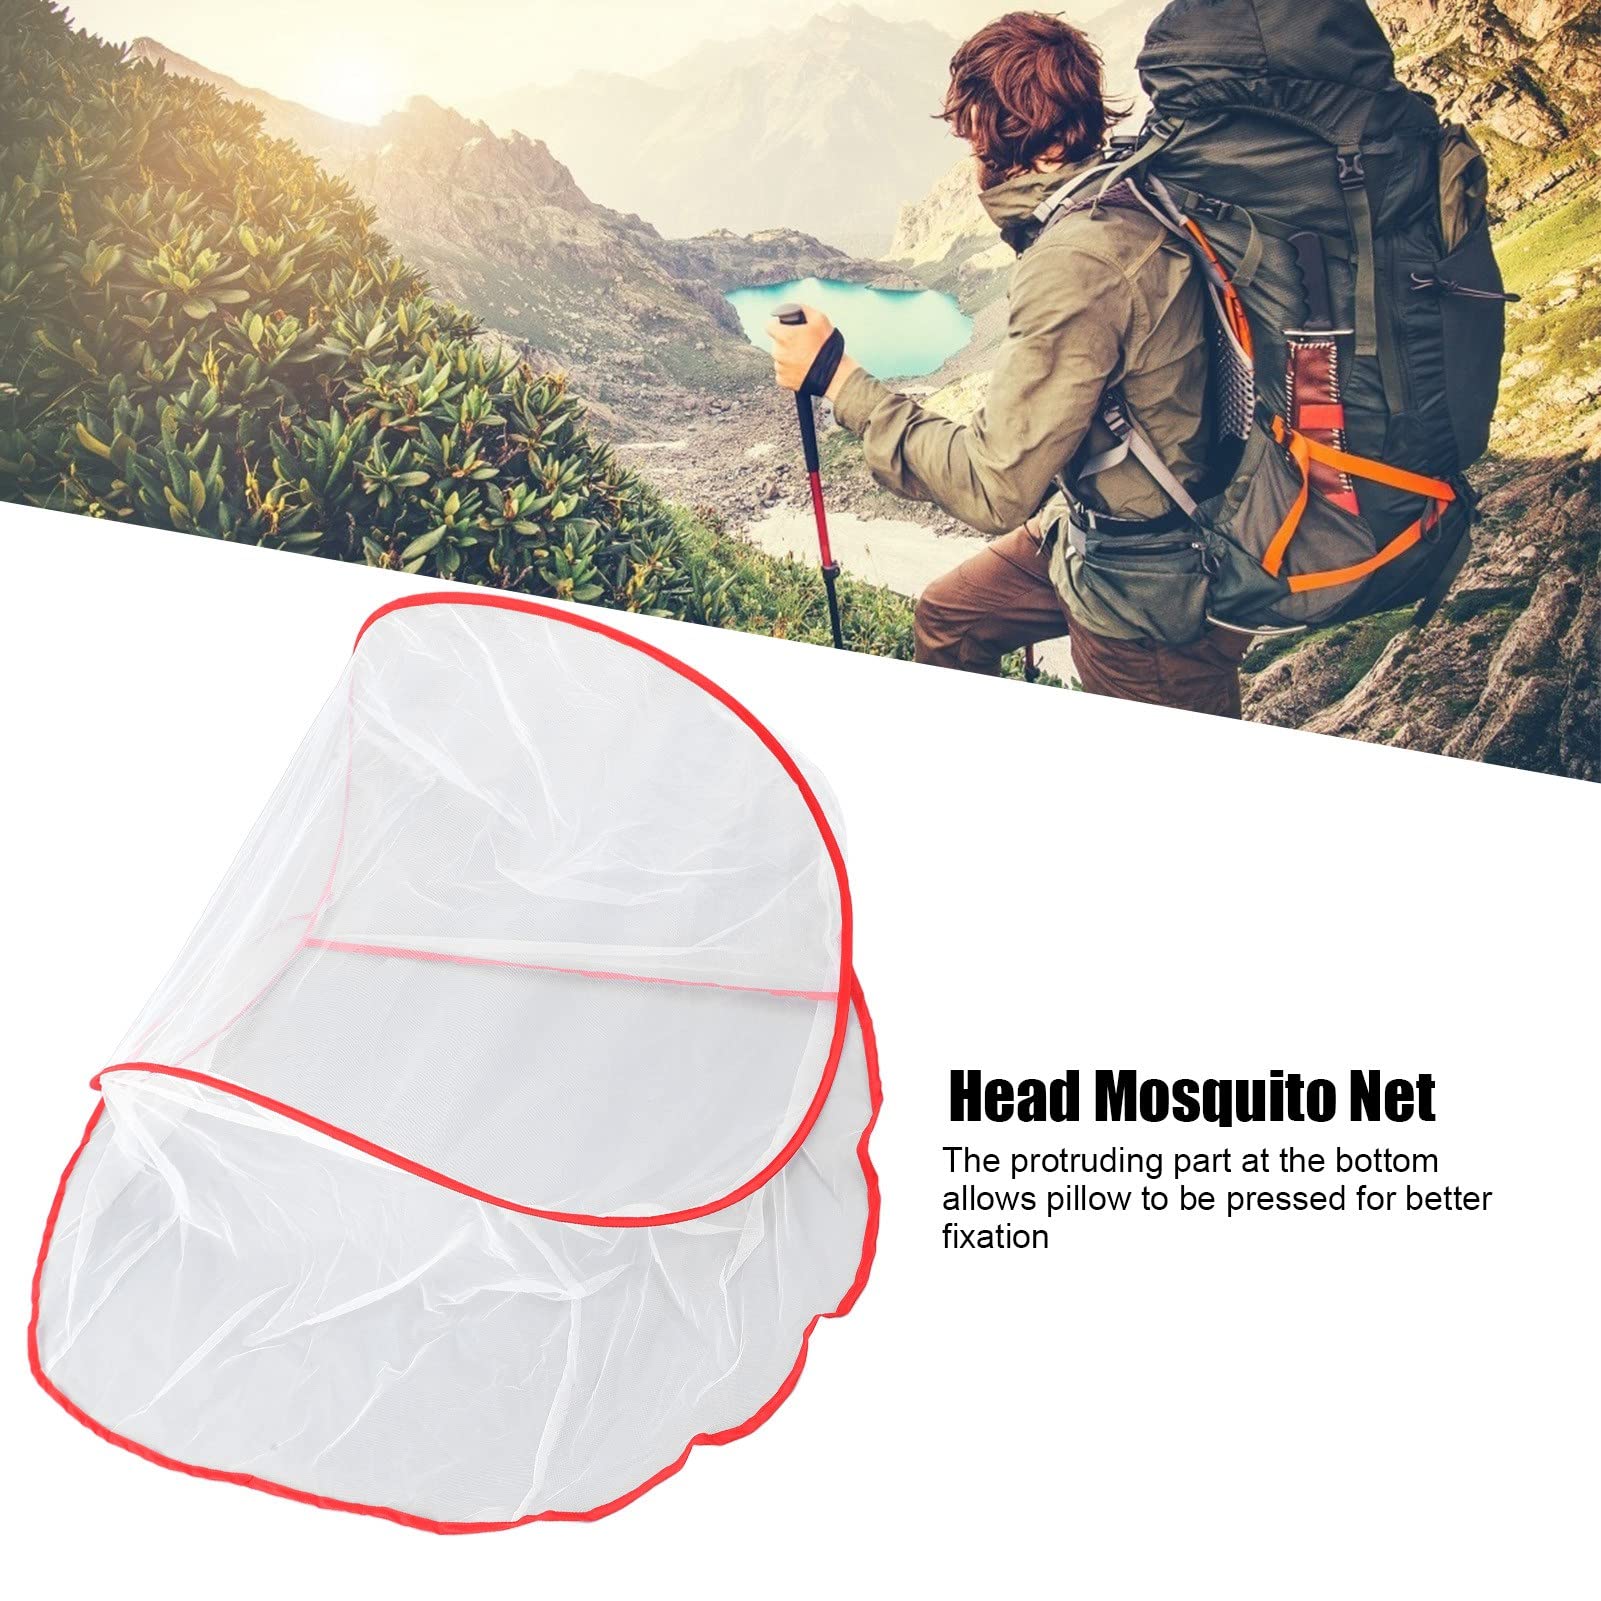 Head Mosquito Net
The protruding part at the bottom
allows pillow to be pressed for better
fixation